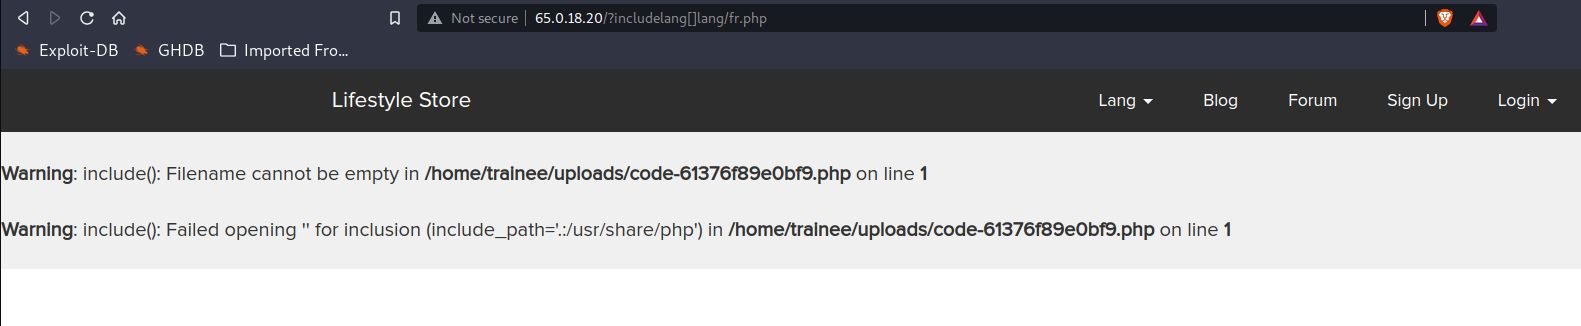 Not secure 65.0.18.20/?includelang[]lang/fr.php
Exploit-DB GHDB Imported Fro...
Lifestyle Store Lang Blog Forum Sign Up Login
Warning: include(): Filename cannot be empty in /home/trainee/uploads/code-61376f89e0bf9.php on line 1
Warning: include(): Failed opening '' for inclusion (include_path='.:/usr/share/php') in /home/trainee/uploads/code-61376f89e0bf9.php on line 1